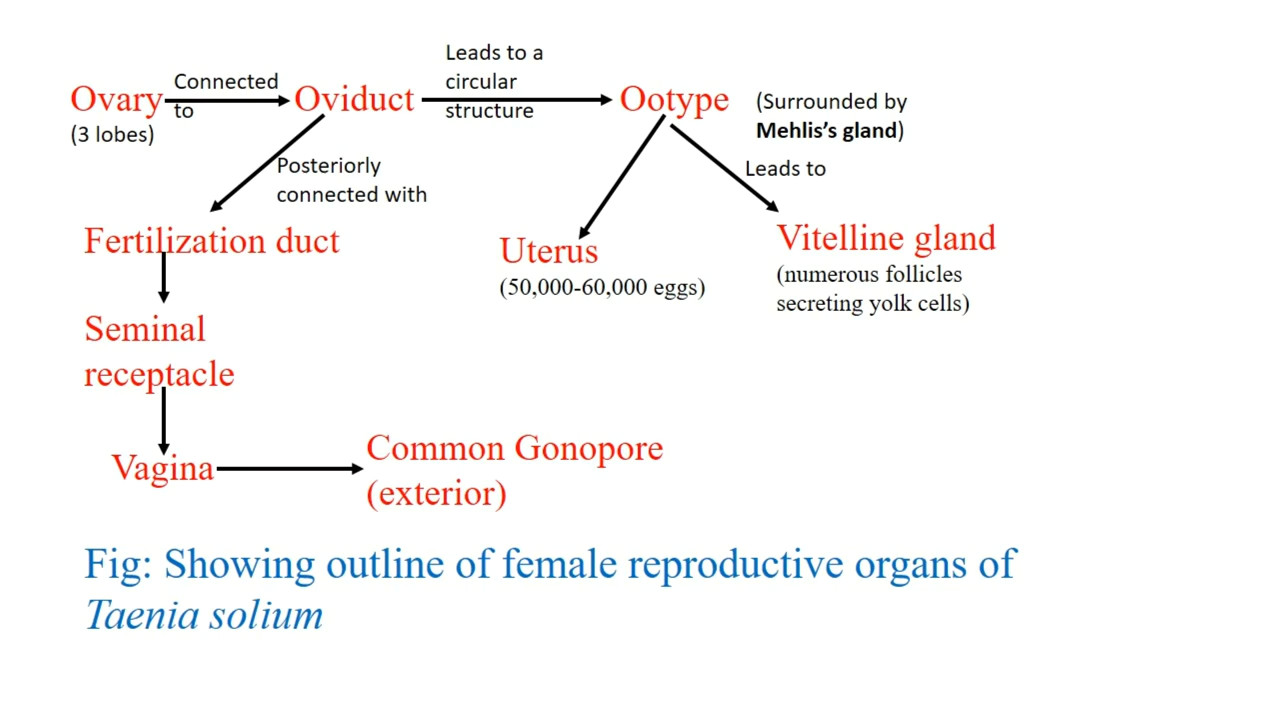 Leads to a
circular
structure
Connected
to
Ovary
(3 lobes)
Oviduct
Ootype
(Surrounded by
Mehlis’s gland)
Posteriorly
connected with
Leads to
Fertilization duct
Uterus
(50,000-60,000 eggs)
Vitelline gland
(numerous follicles
secreting yolk cells)
Seminal
receptacle
Vagina
Common Gonopore
(exterior)
Fig: Showing outline of female reproductive organs of
Taenia solium